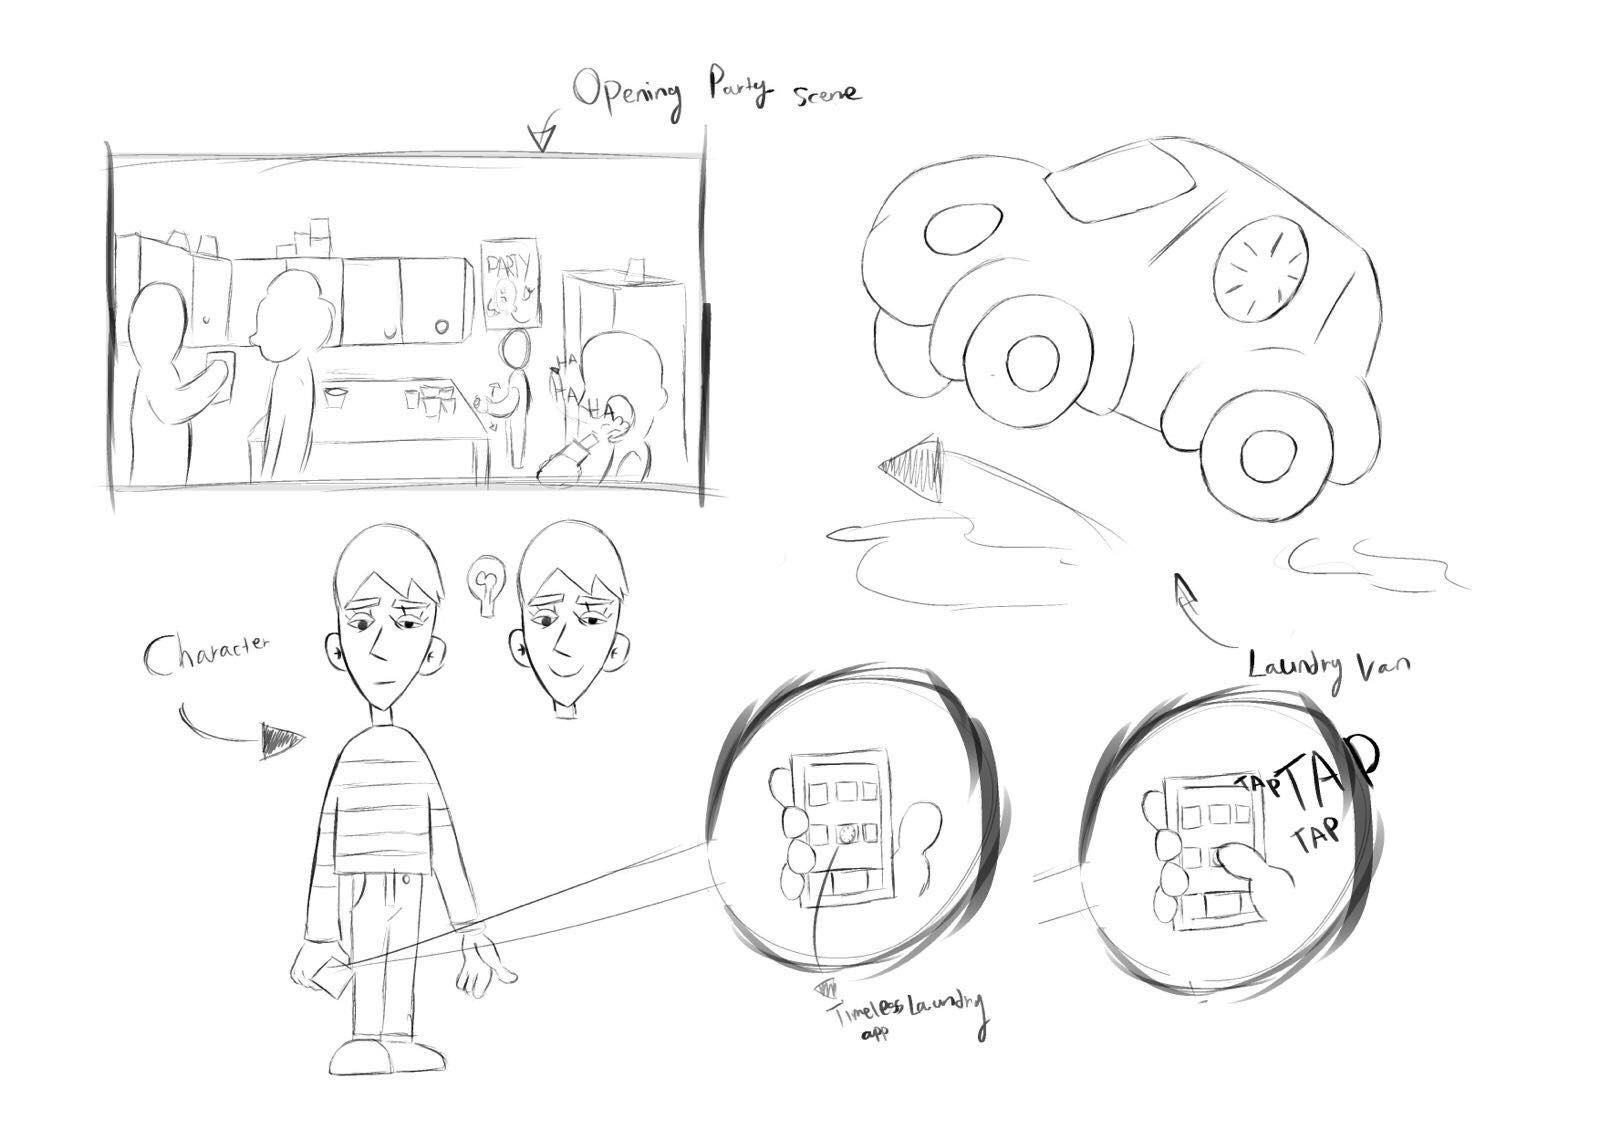 Opening Party scene
PARTY
HA
HA
HA
Character
Laundry Van
TAP TAP
TAP
Timeless Laundry
app